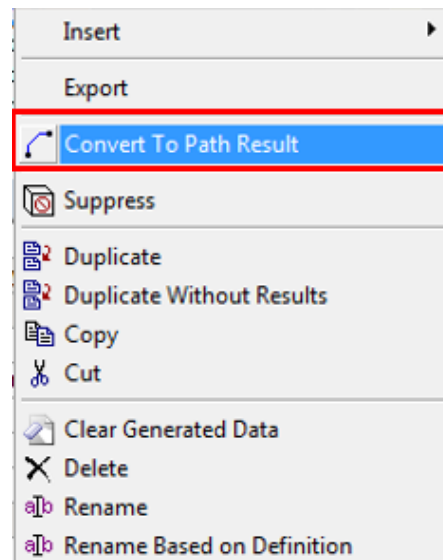 Insert
Export
Convert To Path Result
Suppress
Duplicate
Duplicate Without Results
Copy
Cut
Clear Generated Data
Delete
Rename
Rename Based on Definition